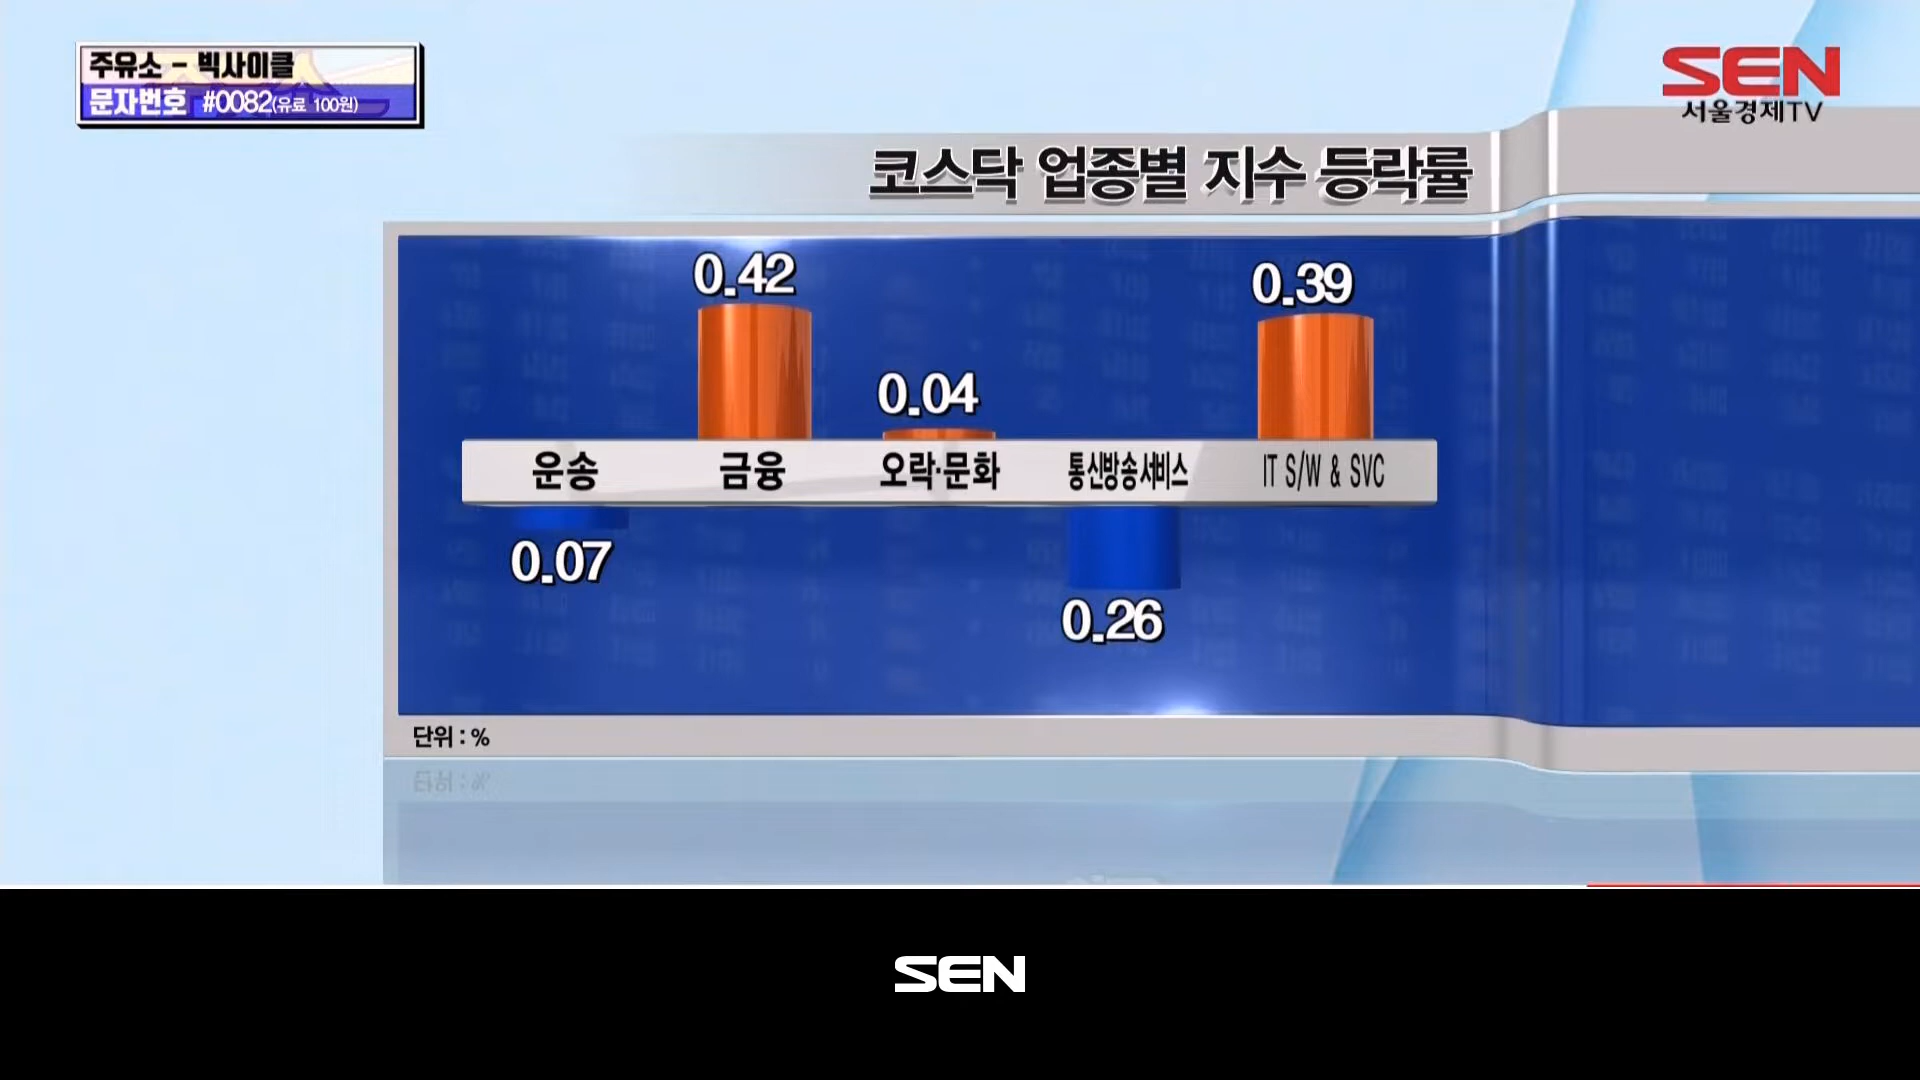 주유소 - 빅사이클
문자번호 #0082(유료 100원)
SEN
서울경제TV
코스닥 업종별 지수 등락률
0.42
0.39
0.04
운송
금융
오락·문화
통신방송서비스
IT S/W & SVC
0.07
0.26
단위 : %
SEN